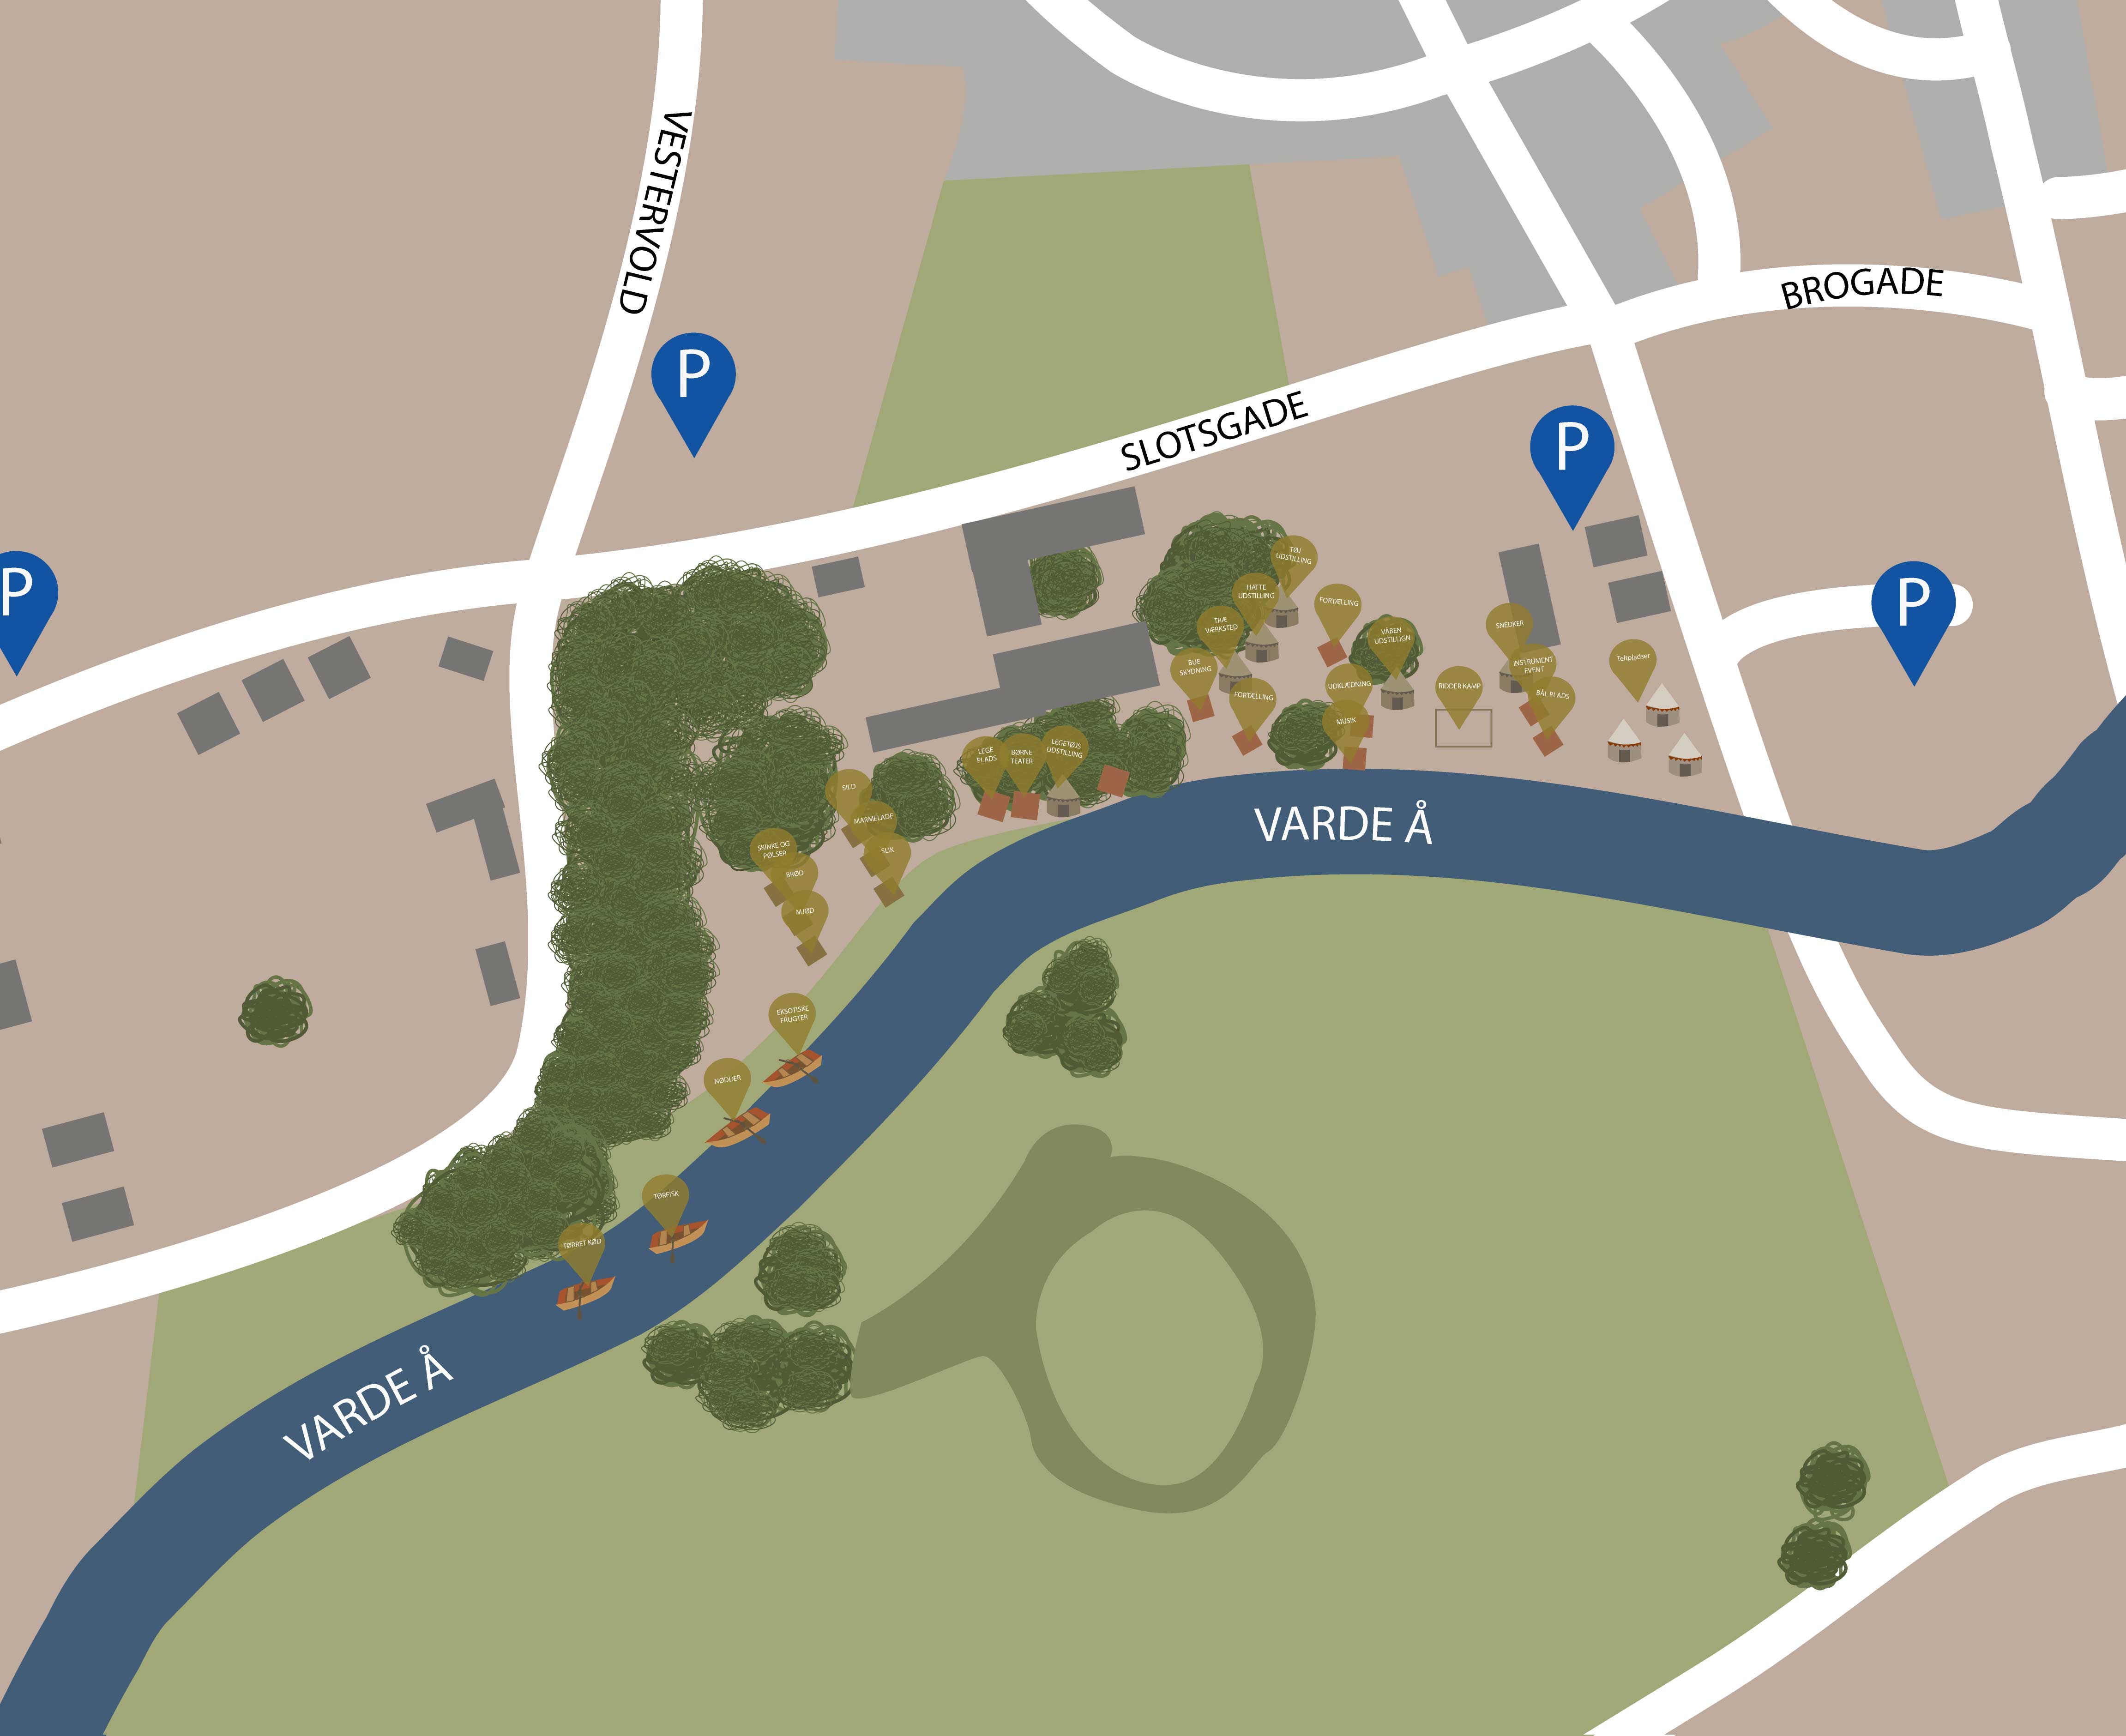 VESTERVOLD
BROGADE
P
SLOTSGADE
P
P
P
TØJ
UDSTILLING
HATTE
UDSTILLING
FORTÆLLING
TRÆ
VÆRKSTED
VÅBEN
UDSTILLIGN
SNEDKER
BUE
SKYDNING
INSTRUMENT
EVENT
Teltpladser
FORTÆLLING
UDKLÆDNING
RIDDER KAMP
BÅL PLADS
MUSIK
LEGE
PLADS
BØRNE
TEATER
LEGETØJS
UDSTILLING
SILD
MARMELADE
SLIK
SKINKE OG
PØLSER
BRØD
MJØD
VARDE Å
EKSOTISKE
FRUGTER
NØDDER
TØRFISK
TØRRET KØD
VARDE Å